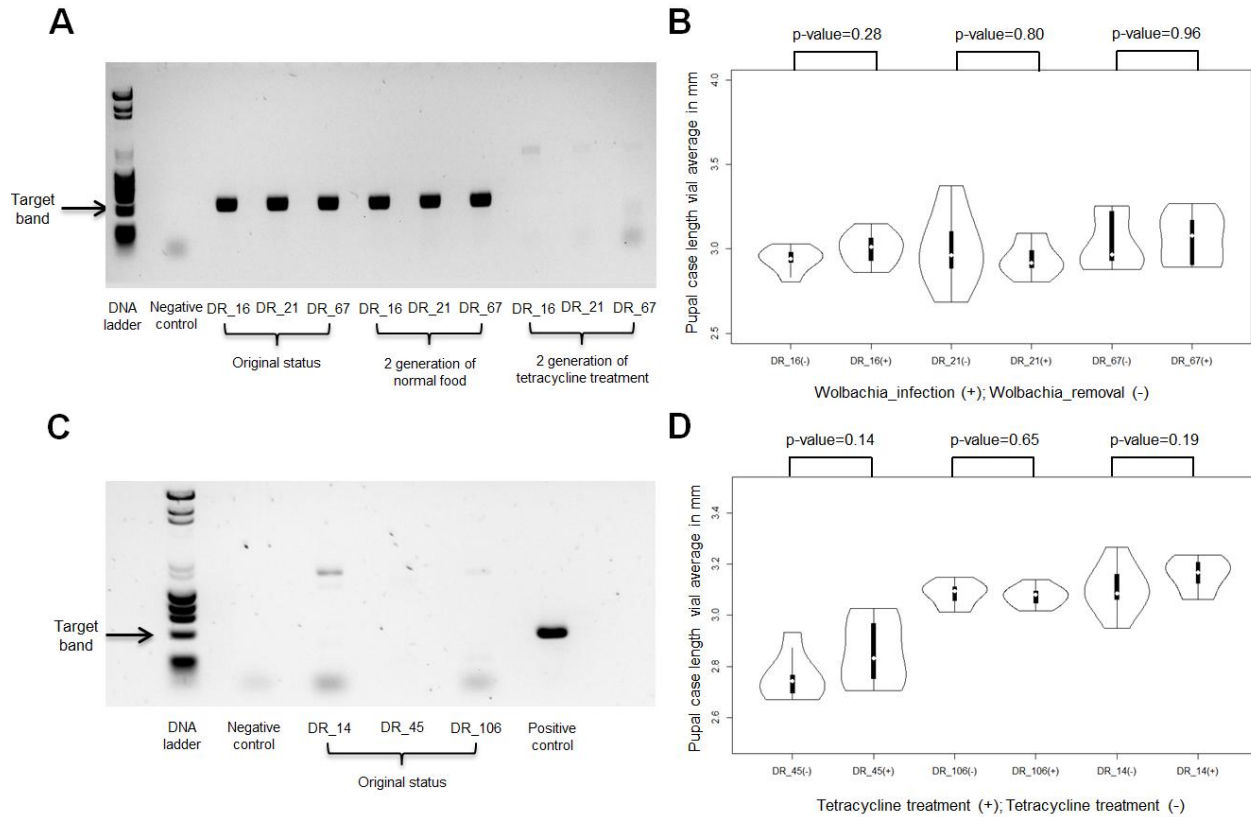 A
Target
band
DNA
ladder
Negative
control
DR_16 DR_21 DR_67
DR_16 DR_21 DR_67
DR_16 DR_21 DR_67
Original status
2 generation of
normal food
2 generation of
tetracycline treatment
B
p-value=0.28
p-value=0.80
p-value=0.96
Pupal case length vial average in mm
4.0
3.5
3.0
2.5
DR_16(-)
DR_16(+)
DR_21(-)
DR_21(+)
DR_67(-)
DR_67(+)
Wolbachia_infection (+); Wolbachia_removal (-)
C
Target
band
DNA
ladder
Negative
control
DR_14
DR_45
DR_106
Positive
control
Original status
D
p-value=0.14
p-value=0.65
p-value=0.19
Pupal case length vial average in mm
3.4
3.2
3.0
2.8
2.6
DR_45(-)
DR_45(+)
DR_106(-)
DR_106(+)
DR_14(-)
DR_14(+)
Tetracycline treatment (+); Tetracycline treatment (-)